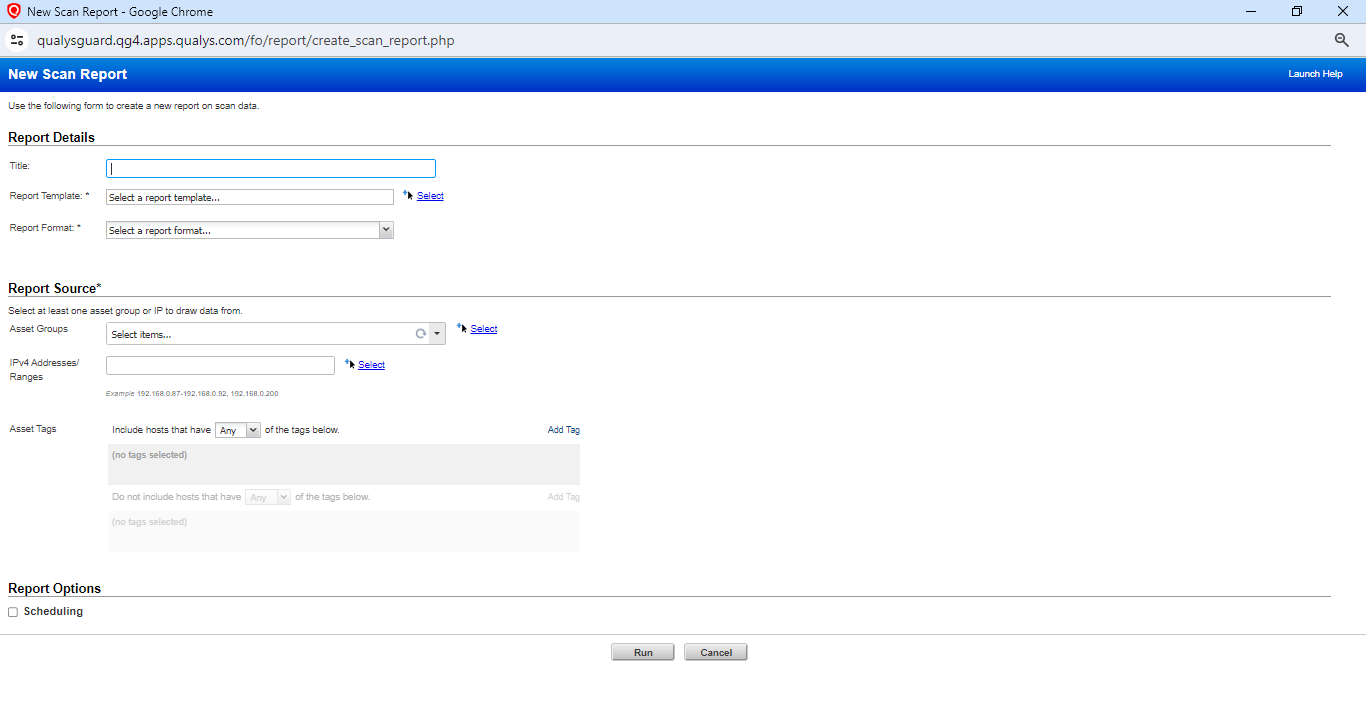 New Scan Report - Google Chrome
qualysguard.qg4.apps.qualys.com/fo/report/create_scan_report.php
New Scan Report Launch Help
Use the following form to create a new report on scan data.
Report Details
Title:
Report Template: * Select a report template... Select
Report Format: * Select a report format...
Report Source*
Select at least one asset group or IP to draw data from.
Asset Groups Select items... Select
IPv4 Addresses/ Select
Ranges
Example 192.168.0.87-192.168.0.92, 192.168.0.200
Asset Tags Include hosts that have Any of the tags below. Add Tag
(no tags selected)
Do not include hosts that have Any of the tags below. Add Tag
(no tags selected)
Report Options
Scheduling
Run Cancel